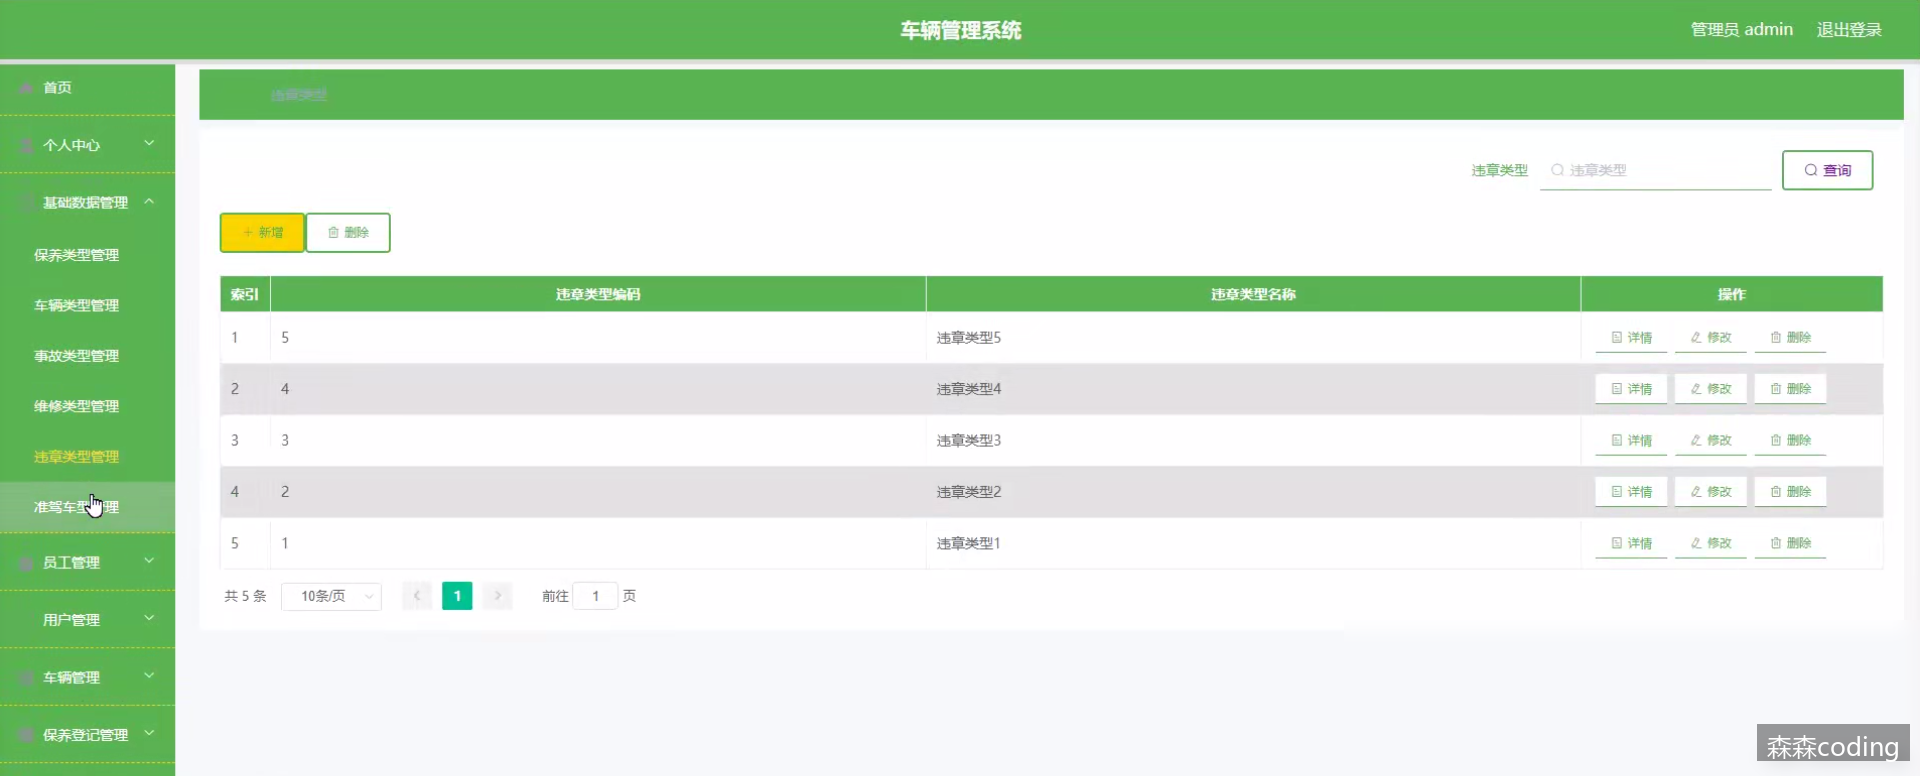 车辆管理系统
管理员 admin 退出登录
首页
违章类型
个人中心
违章类型 违章类型 查询
基础数据管理
新增 删除
保养类型管理
车辆类型管理
事故类型管理
维修类型管理
违章类型管理
准驾车型管理
员工管理
用户管理
车辆管理
保养登记管理
索引 违章类型编码 违章类型名称 操作
1 5 违章类型5 详情 修改 删除
2 4 违章类型4 详情 修改 删除
3 3 违章类型3 详情 修改 删除
4 2 违章类型2 详情 修改 删除
5 1 违章类型1 详情 修改 删除
共 5 条 10条/页 1 前往 1 页
森森coding